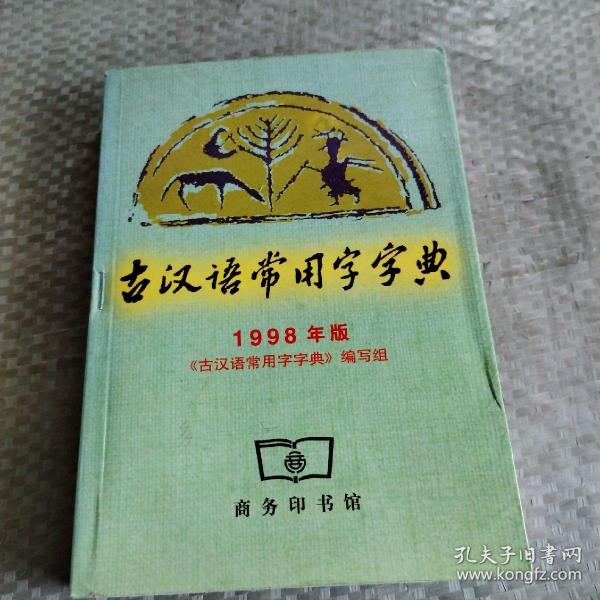 古汉语常用字字典
1998年版
《古汉语常用字字典》编写组
商务印书馆
孔夫子旧书网
www.kongfz.com